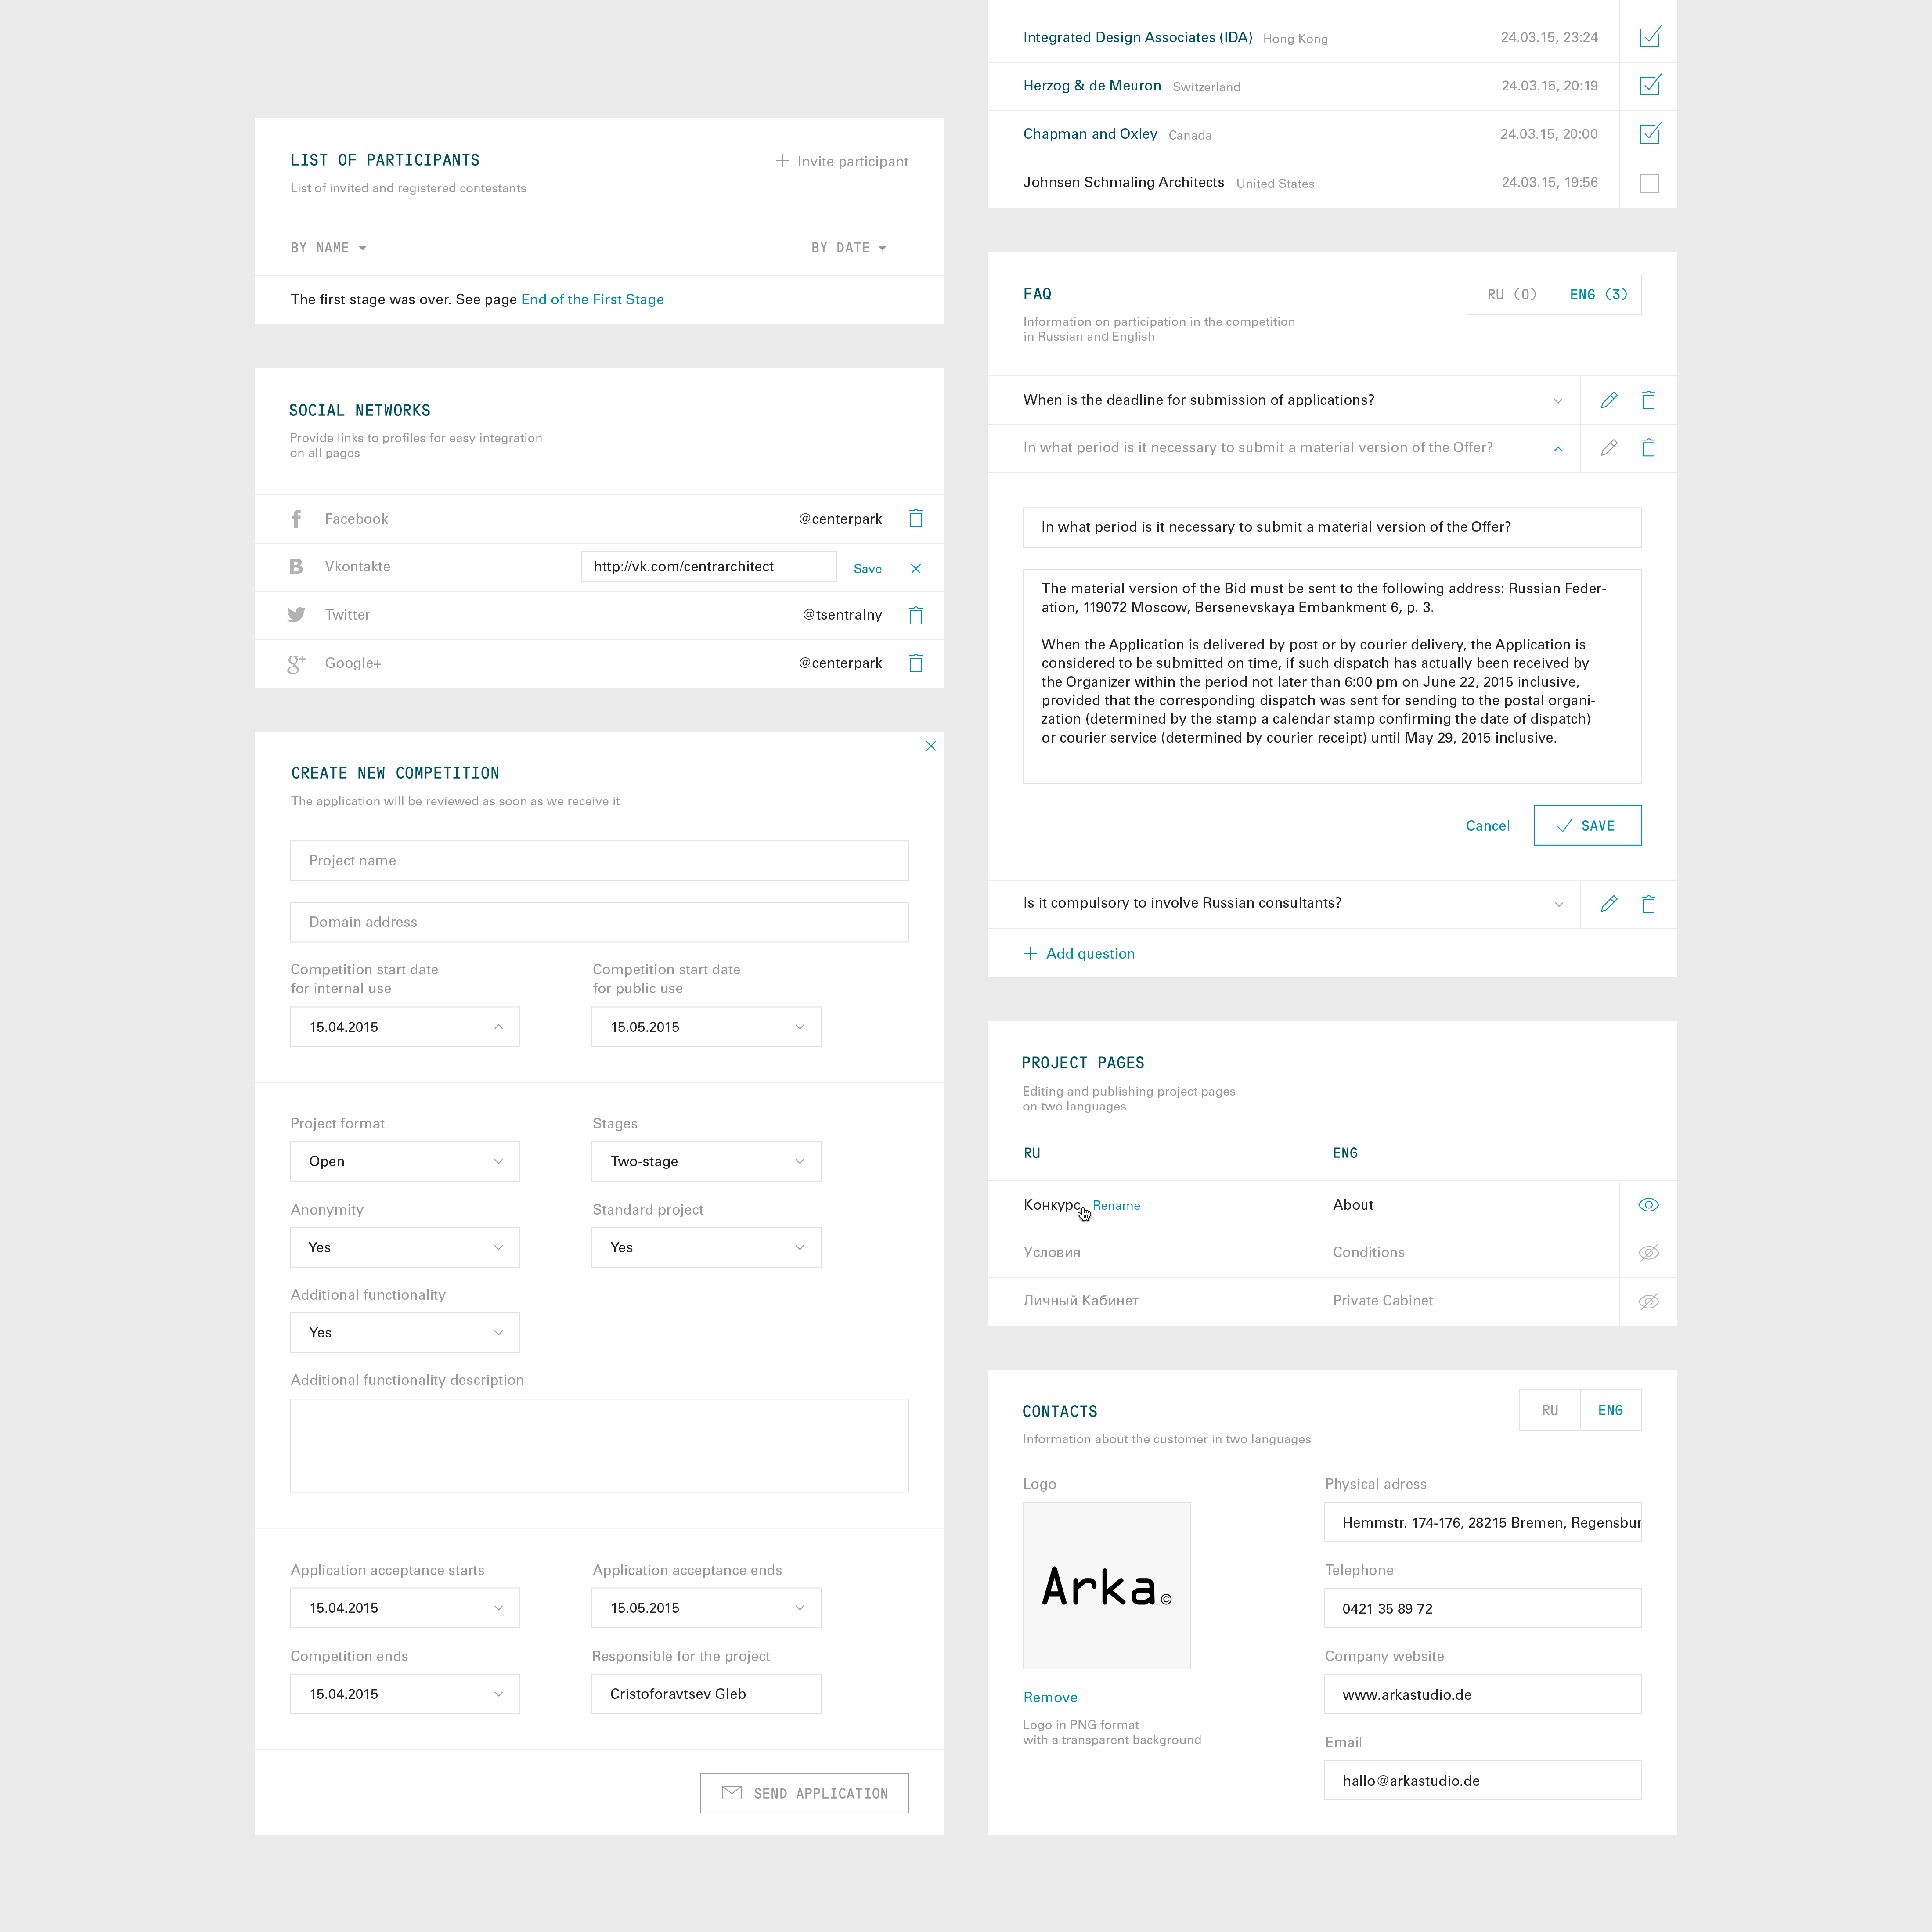 LIST OF PARTICIPANTS
Invite participant
List of invited and registered contestants
BY NAME
BY DATE
The first stage was over. See page End of the First Stage
SOCIAL NETWORKS
Provide links to profiles for easy integration
on all pages
Facebook
@centerpark
Vkontakte
http://vk.com/centrarchitect
Save
Twitter
@tsentralny
Google+
@centerpark
CREATE NEW COMPETITION
The application will be reviewed as soon as we receive it
Project name
Domain address
Competition start date
for internal use
Competition start date
for public use
15.04.2015
15.05.2015
Project format
Stages
Open
Two-stage
Anonymity
Standard project
Yes
Yes
Additional functionality
Yes
Additional functionality description
Application acceptance starts
Application acceptance ends
15.04.2015
15.05.2015
Competition ends
Responsible for the project
15.04.2015
Cristoforavtsev Gleb
SEND APPLICATION
Integrated Design Associates (IDA) Hong Kong 24.03.15, 23:24
Herzog & de Meuron Switzerland 24.03.15, 20:19
Chapman and Oxley Canada 24.03.15, 20:00
Johnsen Schmaling Architects United States 24.03.15, 19:56
FAQ
RU (0)
ENG (3)
Information on participation in the competition
in Russian and English
When is the deadline for submission of applications?
In what period is it necessary to submit a material version of the Offer?
In what period is it necessary to submit a material version of the Offer?
The material version of the Bid must be sent to the following address: Russian Feder-
ation, 119072 Moscow, Bersenevskaya Embankment 6, p. 3.
When the Application is delivered by post or by courier delivery, the Application is
considered to be submitted on time, if such dispatch has actually been received by
the Organizer within the period not later than 6:00 pm on June 22, 2015 inclusive,
provided that the corresponding dispatch was sent for sending to the postal organi-
zation (determined by the stamp a calendar stamp confirming the date of dispatch)
or courier service (determined by courier receipt) until May 29, 2015 inclusive.
Cancel
SAVE
Is it compulsory to involve Russian consultants?
Add question
PROJECT PAGES
Editing and publishing project pages
on two languages
RU
ENG
Конкурс
Rename
About
Условия
Conditions
Личный Кабинет
Private Cabinet
CONTACTS
RU
ENG
Information about the customer in two languages
Logo
Arka©
Remove
Logo in PNG format
with a transparent background
Physical adress
Hemmstr. 174-176, 28215 Bremen, Regensbur
Telephone
0421 35 89 72
Company website
www.arkastudio.de
Email
hallo@arkastudio.de